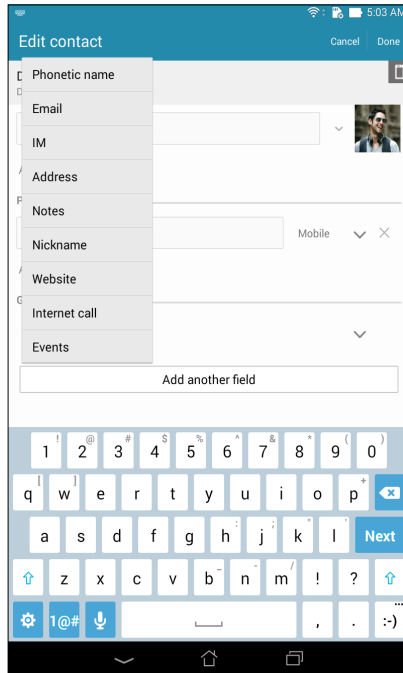 5:03 AM
Edit contact Cancel Done
Phonetic name
Email
IM
Address
Notes
Nickname
Website
Internet call
Events
Mobile
Add another field
! @ # $ % ^ & * ( )
1 2 3 4 5 6 7 8 9 0
[ ] +
q w e r t y u i o p
: ; " '
a s d f g h j k l Next
_ - /
z x c v b n m ! ?
1@# , . :-)